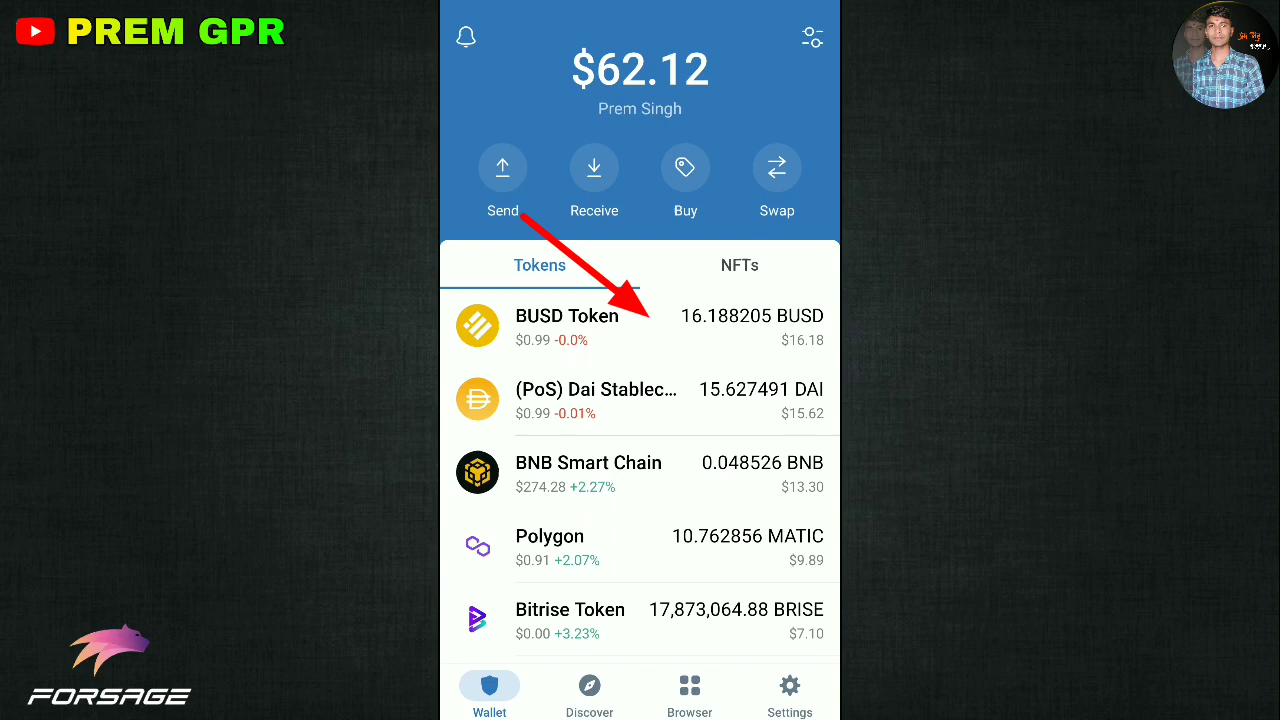 PREM GPR
$62.12
Prem Singh
Send
Receive
Buy
Swap
Tokens
NFTs
BUSD Token
16.188205 BUSD
$0.99 -0.0%
$16.18
(PoS) Dai Stablec...
15.627491 DAI
$0.99 -0.01%
$15.62
BNB Smart Chain
0.048526 BNB
$274.28 +2.27%
$13.30
Polygon
10.762856 MATIC
$0.91 +2.07%
$9.89
Bitrise Token
17,873,064.88 BRISE
$0.00 +3.23%
$7.10
FORSAGE
Wallet
Discover
Browser
Settings